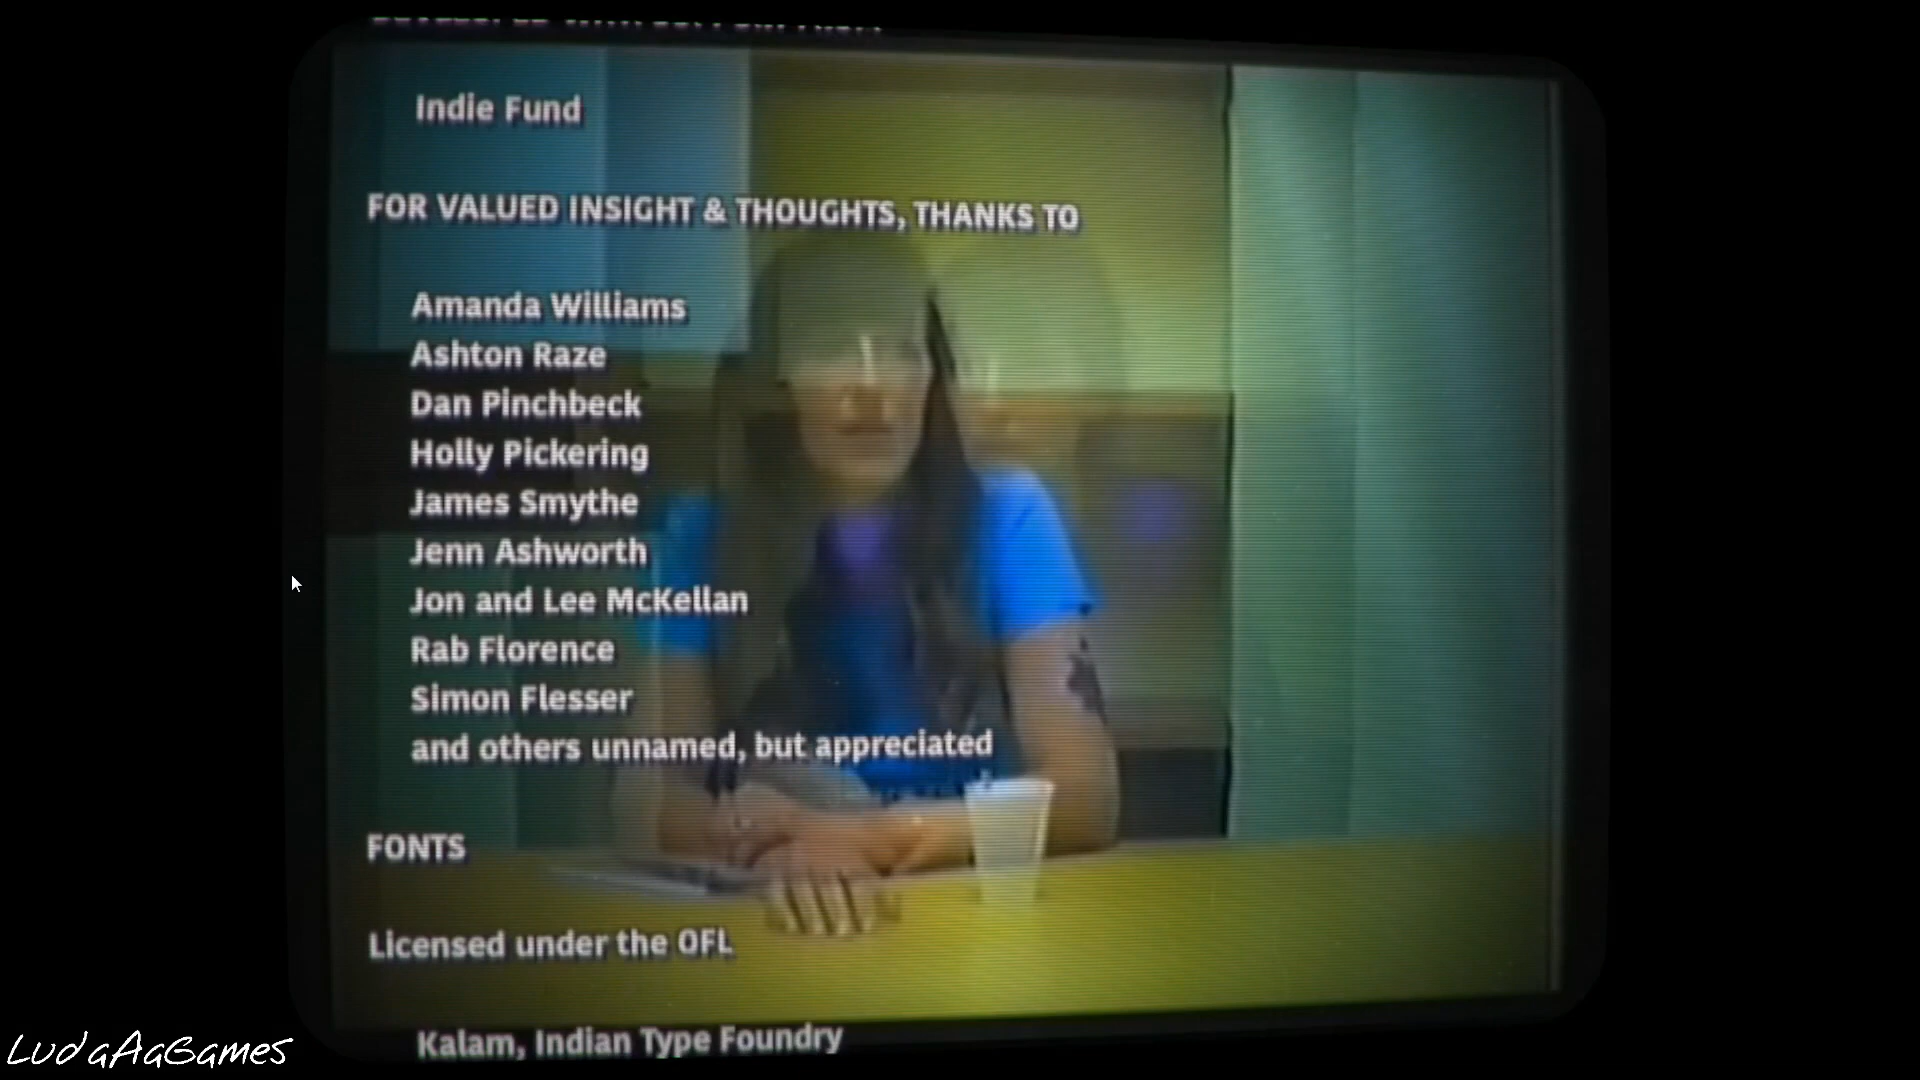 Indie Fund
FOR VALUED INSIGHT & THOUGHTS, THANKS TO
Amanda Williams
Ashton Raze
Dan Pinchbeck
Holly Pickering
James Smythe
Jenn Ashworth
Jon and Lee McKellan
Rab Florence
Simon Flesser
and others unnamed, but appreciated
FONTS
Licensed under the OFL
Kalam, Indian Type Foundry
LudaAaGames